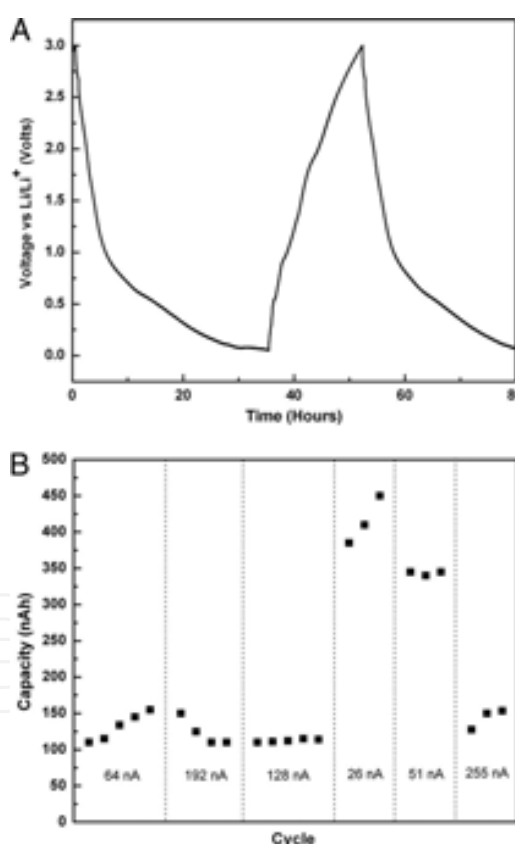 A
Voltage vs Li/Li+ (Volts)
3.0
2.5
2.0
1.5
1.0
0.5
0.0
0 20 40 60 8
Time (Hours)
B
Capacity (nAh)
500
450
400
350
300
250
200
150
100
50
0
64 nA 192 nA 128 nA 26 nA 51 nA 255 nA
Cycle